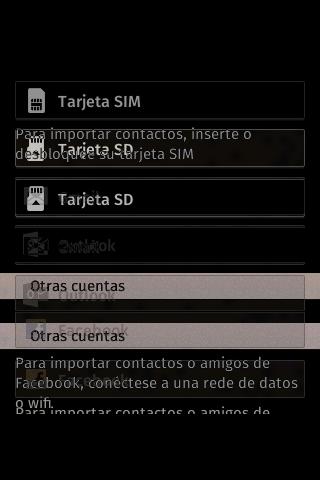 Tarjeta SIM
Para importar contactos, inserte o
Tarjeta SD
desbloquee su tarjeta SIM
Tarjeta SD
Gmail
Outlook
Otras cuentas
Outlook
Facebook
Otras cuentas
Para importar contactos o amigos de
Facebook
Facebook, conéctese a una red de datos
o wifi.
Para importar contactos o amigos de